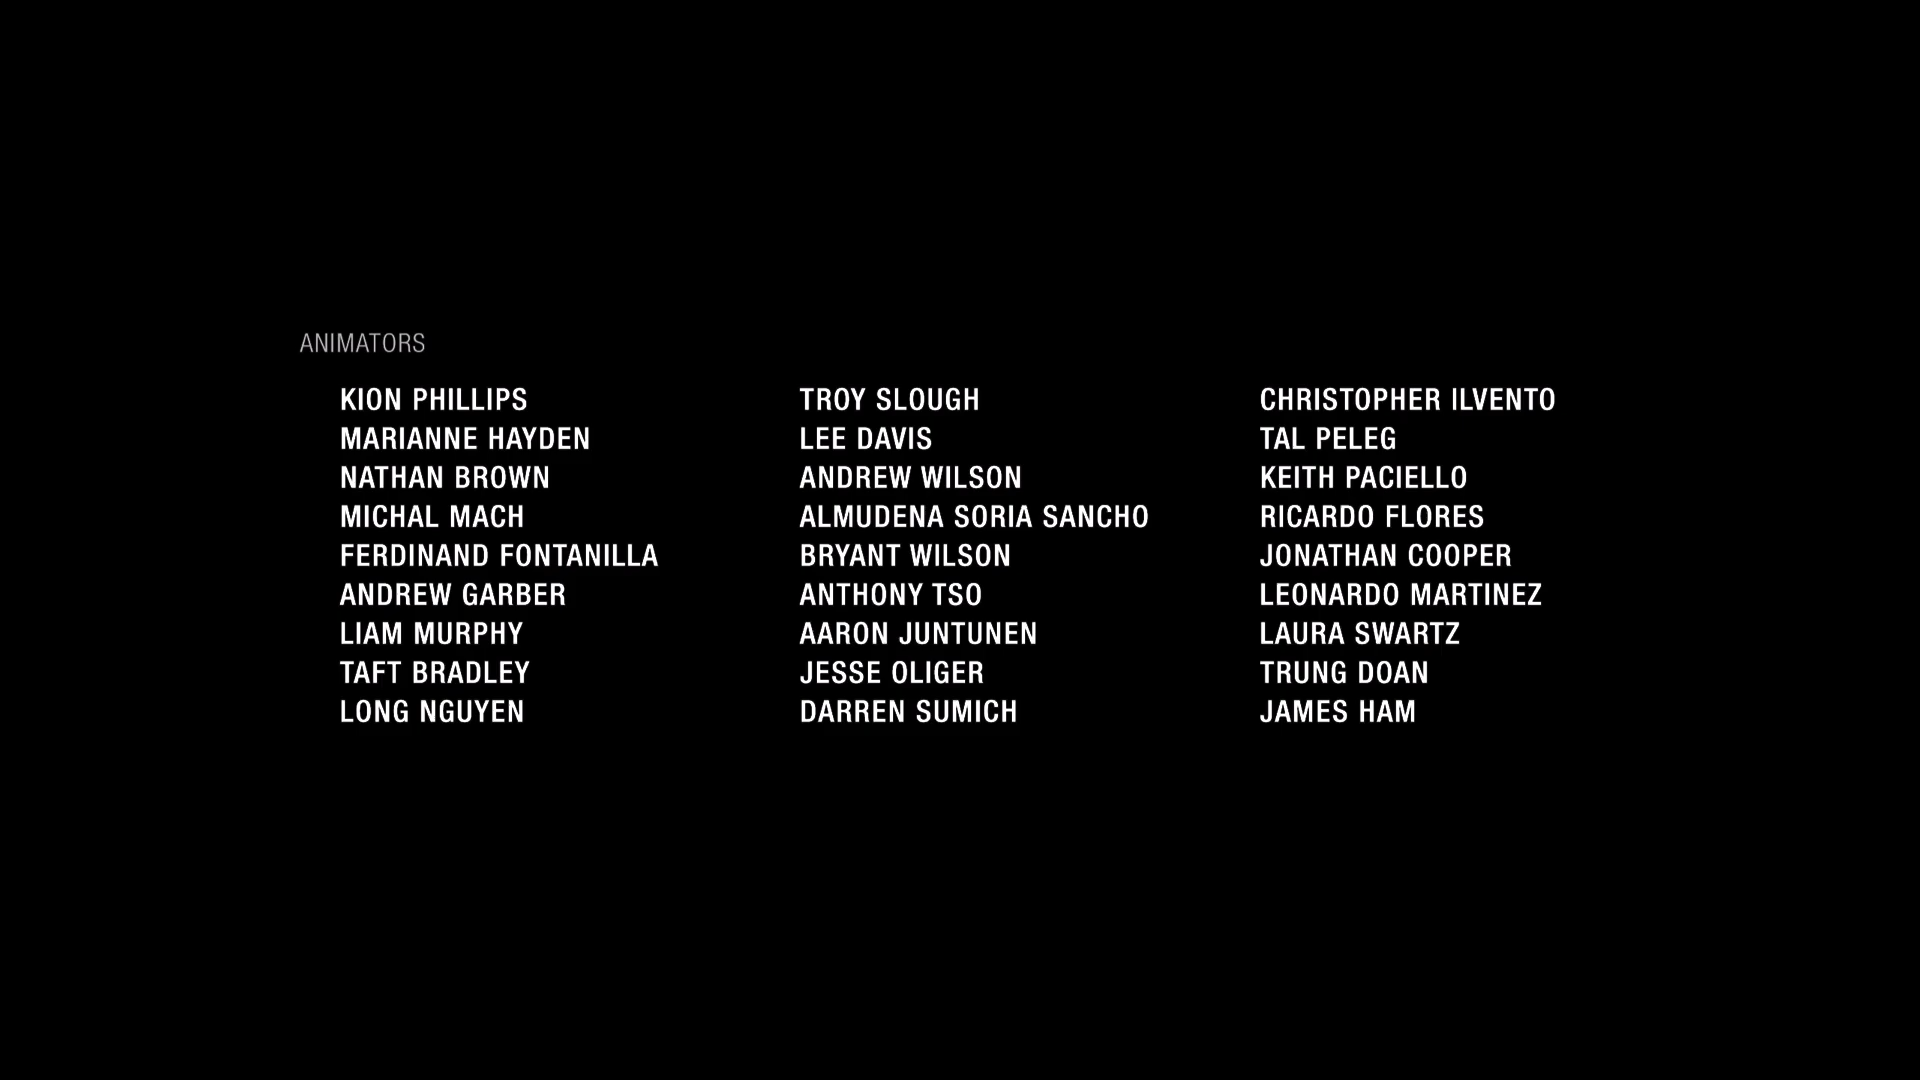 ANIMATORS
KION PHILLIPS
MARIANNE HAYDEN
NATHAN BROWN
MICHAL MACH
FERDINAND FONTANILLA
ANDREW GARBER
LIAM MURPHY
TAFT BRADLEY
LONG NGUYEN
TROY SLOUGH
LEE DAVIS
ANDREW WILSON
ALMUDENA SORIA SANCHO
BRYANT WILSON
ANTHONY TSO
AARON JUNTUNEN
JESSE OLIGER
DARREN SUMICH
CHRISTOPHER ILVENTO
TAL PELEG
KEITH PACIELLO
RICARDO FLORES
JONATHAN COOPER
LEONARDO MARTINEZ
LAURA SWARTZ
TRUNG DOAN
JAMES HAM